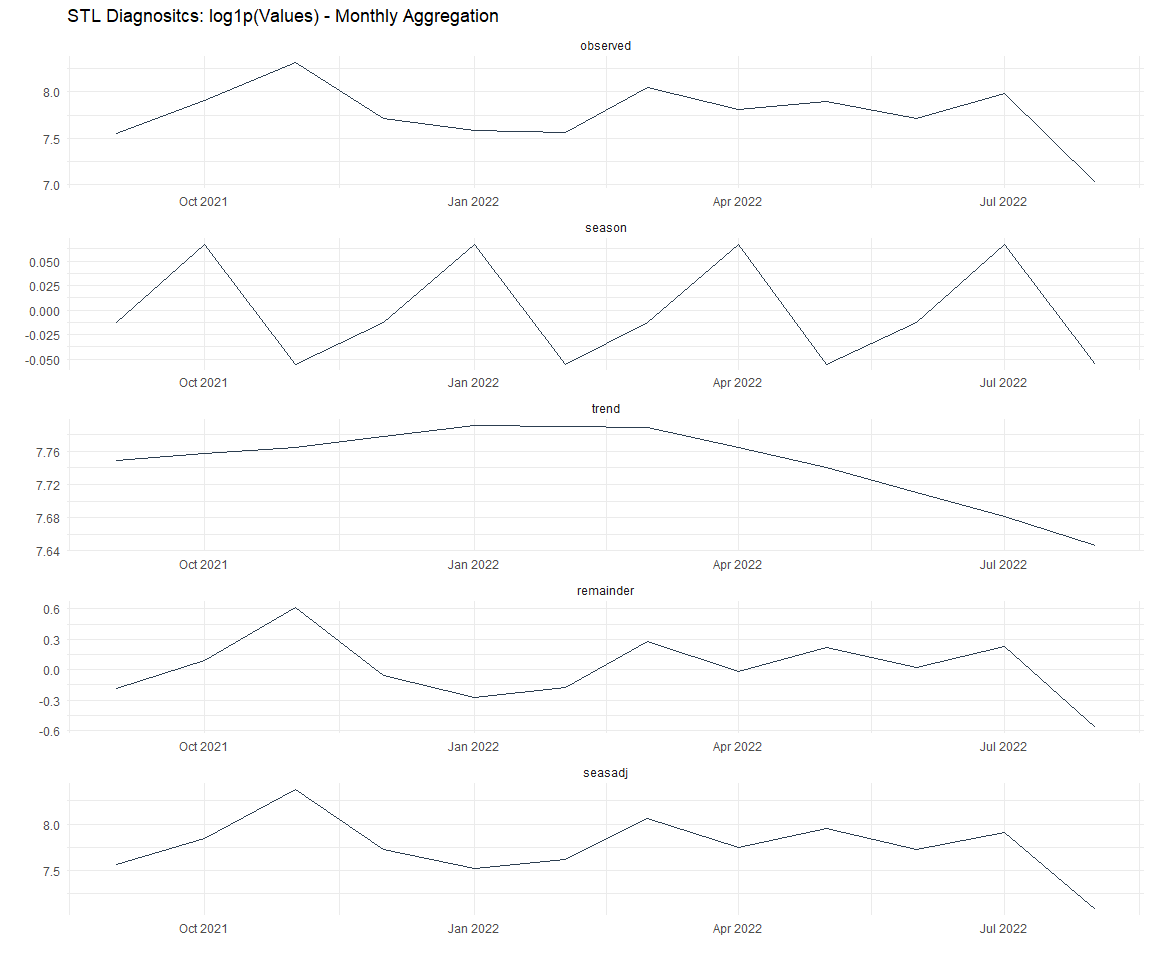 STL Diagnositcs: log1p(Values) - Monthly Aggregation
observed
8.0
7.5
7.0
Oct 2021 Jan 2022 Apr 2022 Jul 2022
season
0.050
0.025
0.000
-0.025
-0.050
Oct 2021 Jan 2022 Apr 2022 Jul 2022
trend
7.76
7.72
7.68
7.64
Oct 2021 Jan 2022 Apr 2022 Jul 2022
remainder
0.6
0.3
0.0
-0.3
-0.6
Oct 2021 Jan 2022 Apr 2022 Jul 2022
seasadj
8.0
7.5
Oct 2021 Jan 2022 Apr 2022 Jul 2022